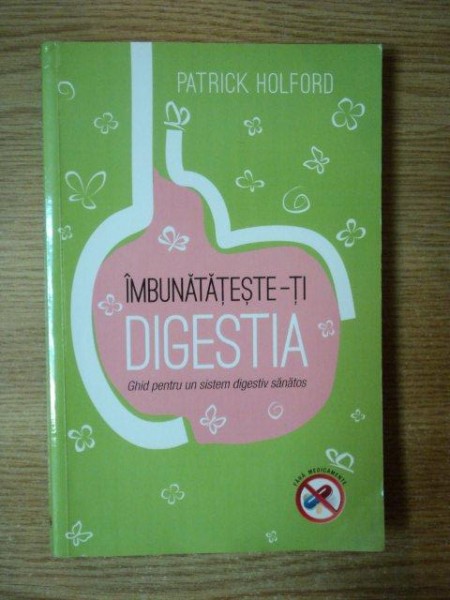 PATRICK HOLFORD
ÎMBUNĂTĂȚEȘTE-ȚI
DIGESTIA
Ghid pentru un sistem digestiv sănătos
FĂRĂ MEDICAMENTE